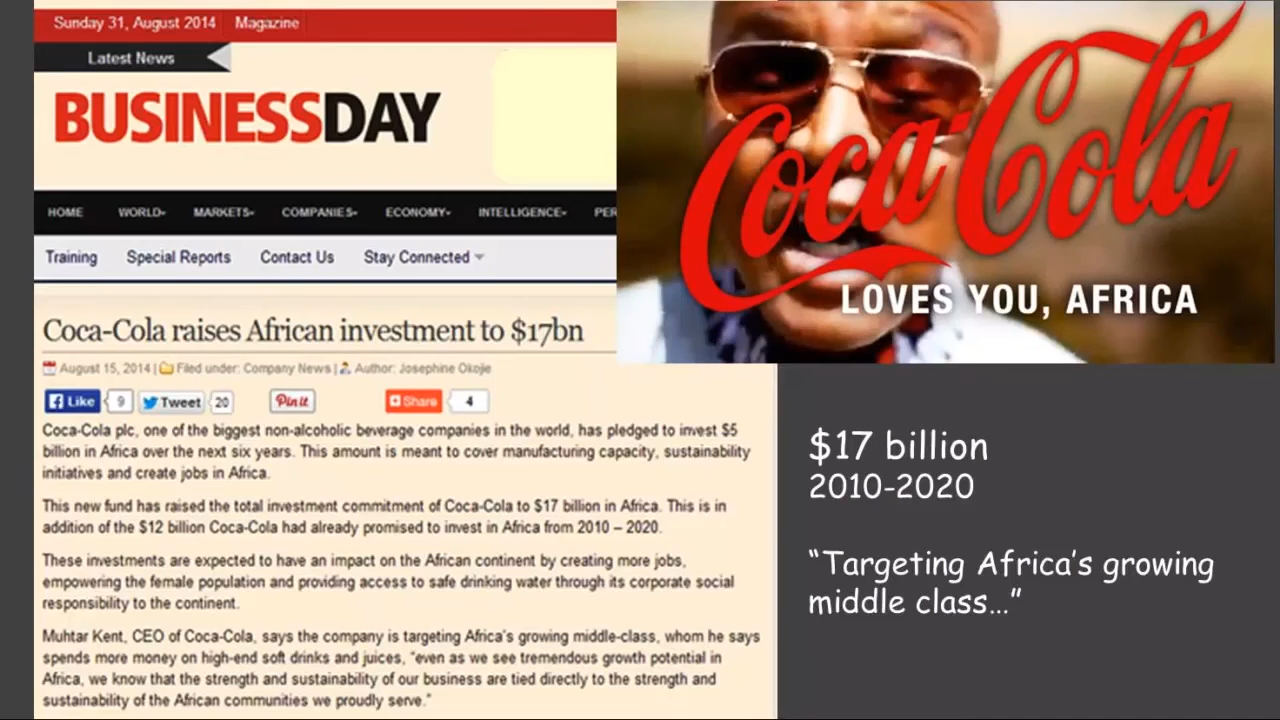 Sunday 31, August 2014 Magazine
Latest News
BUSINESSDAY
HOME WORLD MARKETS COMPANIES ECONOMY INTELLIGENCE PER
Training Special Reports Contact Us Stay Connected
Coca-Cola raises African investment to $17bn
August 15, 2014 | Filed under: Company News | Author: Josephine Okojie
Like 9 Tweet 20 Pin it Share 4
Coca-Cola plc, one of the biggest non-alcoholic beverage companies in the world, has pledged to invest $5
billion in Africa over the next six years. This amount is meant to cover manufacturing capacity, sustainability
initiatives and create jobs in Africa.
This new fund has raised the total investment commitment of Coca-Cola to $17 billion in Africa. This is in
addition of the $12 billion Coca-Cola had already promised to invest in Africa from 2010 – 2020.
These investments are expected to have an impact on the African continent by creating more jobs,
empowering the female population and providing access to safe drinking water through its corporate social
responsibility to the continent.
Muhtar Kent, CEO of Coca-Cola, says the company is targeting Africa's growing middle-class, whom he says
spends more money on high-end soft drinks and juices, "even as we see tremendous growth potential in
Africa, we know that the strength and sustainability of our business are tied directly to the strength and
sustainability of the African communities we proudly serve."
Coca-Cola
LOVES YOU, AFRICA
$17 billion
2010-2020
“Targeting Africa’s growing
middle class…”